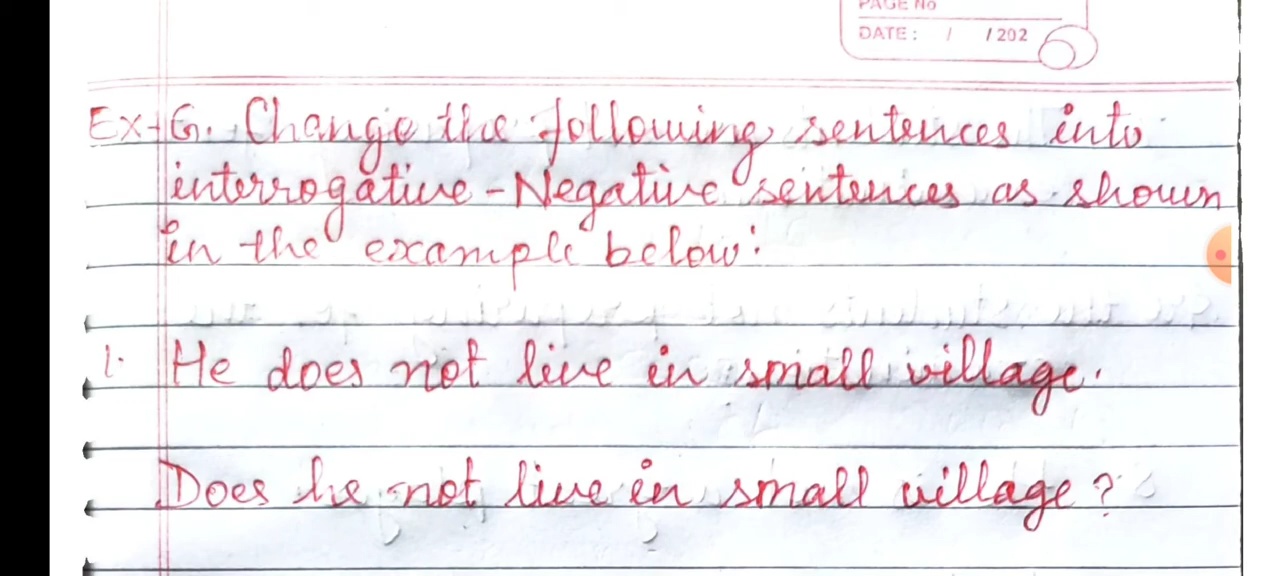 PAGE No
DATE: / /202
Ex-G. Change the following sentences into
interrogative-Negative sentences as shown
in the example below:
1. He does not live in small village.
Does he not live in small village?